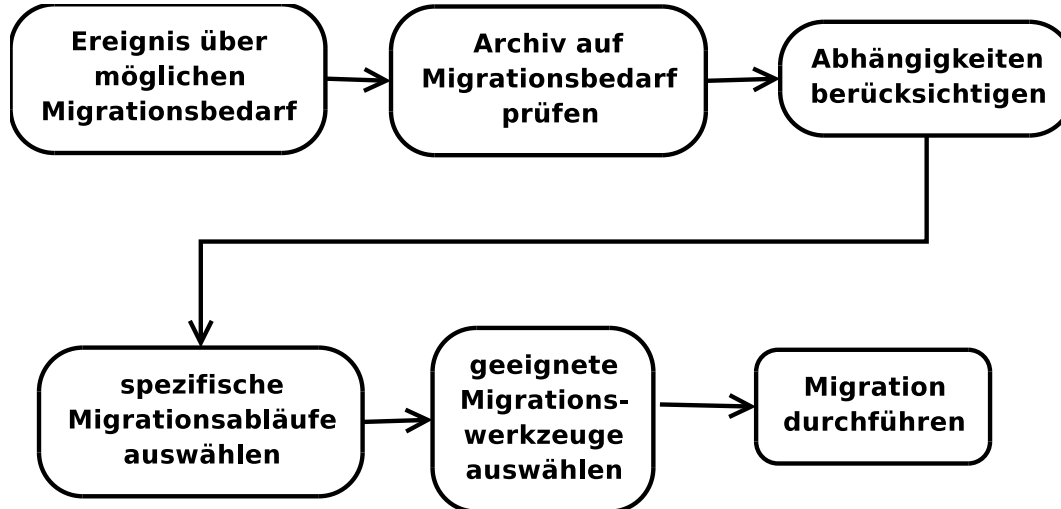 Ereignis über
möglichen
Migrationsbedarf
Archiv auf
Migrationsbedarf
prüfen
Abhängigkeiten
berücksichtigen
spezifische
Migrationsabläufe
auswählen
geeignete
Migrations-
werkzeuge
auswählen
Migration
durchführen